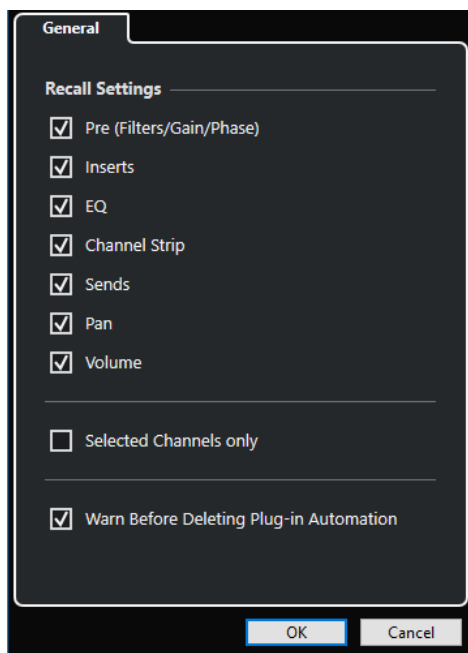 General
Recall Settings
Pre (Filters/Gain/Phase)
Inserts
EQ
Channel Strip
Sends
Pan
Volume
Selected Channels only
Warn Before Deleting Plug-in Automation
OK Cancel